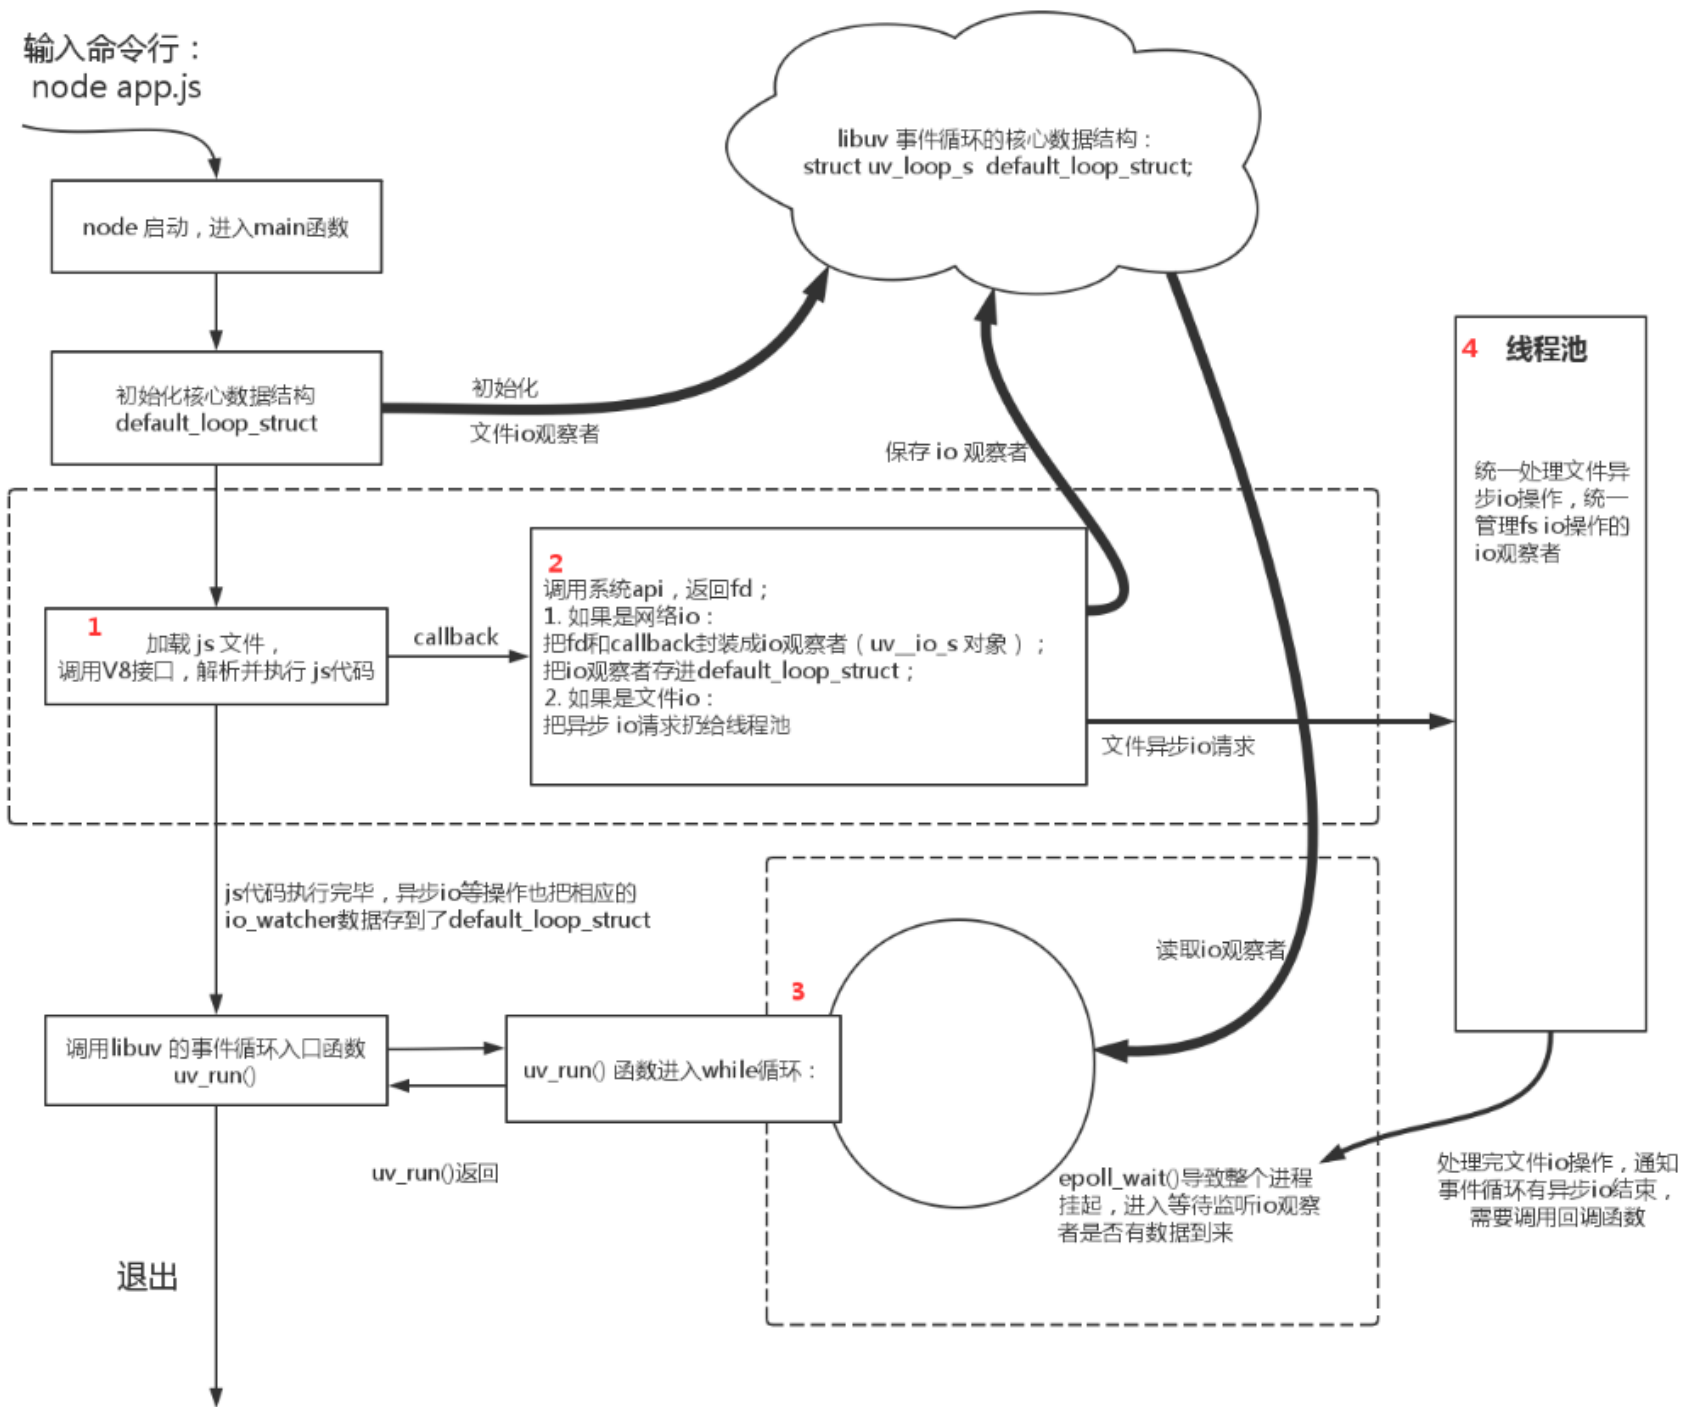 输入命令行：
node app.js
libuv 事件循环的核心数据结构：
struct uv_loop_s  default_loop_struct;
node 启动，进入main函数
4
线程池
初始化核心数据结构
default_loop_struct
初始化
文件io观察者
保存 io 观察者
统一处理文件异
步io操作，统一
管理fs io操作的
io观察者
1
加载 js 文件，
调用V8接口，解析并执行 js代码
callback
2
调用系统api，返回fd；
1. 如果是网络io：
把fd和callback封装成io观察者（uv__io_s 对象）；
把io观察者存进default_loop_struct；
2. 如果是文件io：
把异步 io请求扔给线程池
文件异步io请求
js代码执行完毕，异步io等操作也把相应的
io_watcher数据存到了default_loop_struct
读取io观察者
3
调用libuv 的事件循环入口函数
uv_run()
uv_run() 函数进入while循环：
uv_run()返回
epoll_wait()导致整个进程
挂起，进入等待监听io观察
者是否有数据到来
处理完文件io操作，通知
事件循环有异步io结束，
需要调用回调函数
退出